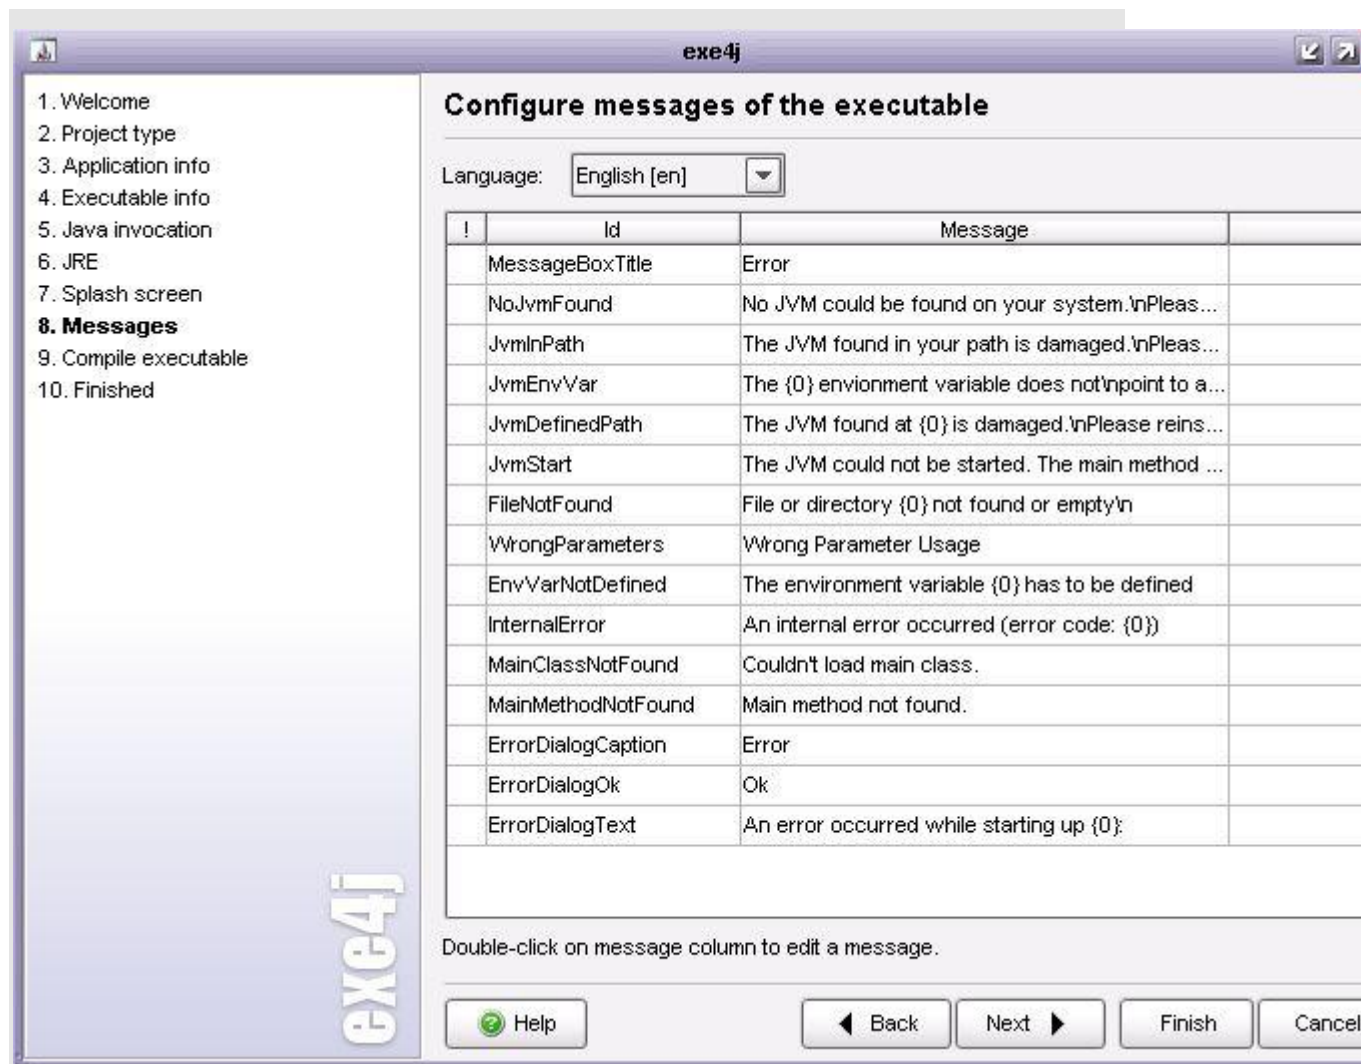 exe4j
1. Welcome
2. Project type
3. Application info
4. Executable info
5. Java invocation
6. JRE
7. Splash screen
8. Messages
9. Compile executable
10. Finished
exe4j
Configure messages of the executable
Language: English [en]
! Id Message
MessageBoxTitle Error
NoJvmFound No JVM could be found on your system.\nPleas...
JvmInPath The JVM found in your path is damaged.\nPleas...
JvmEnvVar The {0} envionment variable does not\npoint to a...
JvmDefinedPath The JVM found at {0} is damaged.\nPlease reins...
JvmStart The JVM could not be started. The main method ...
FileNotFound File or directory {0} not found or empty\n
WrongParameters Wrong Parameter Usage
EnvVarNotDefined The environment variable {0} has to be defined
InternalError An internal error occurred (error code: {0})
MainClassNotFound Couldn't load main class.
MainMethodNotFound Main method not found.
ErrorDialogCaption Error
ErrorDialogOk Ok
ErrorDialogText An error occurred while starting up {0}:
Double-click on message column to edit a message.
Help Back Next Finish Cancel